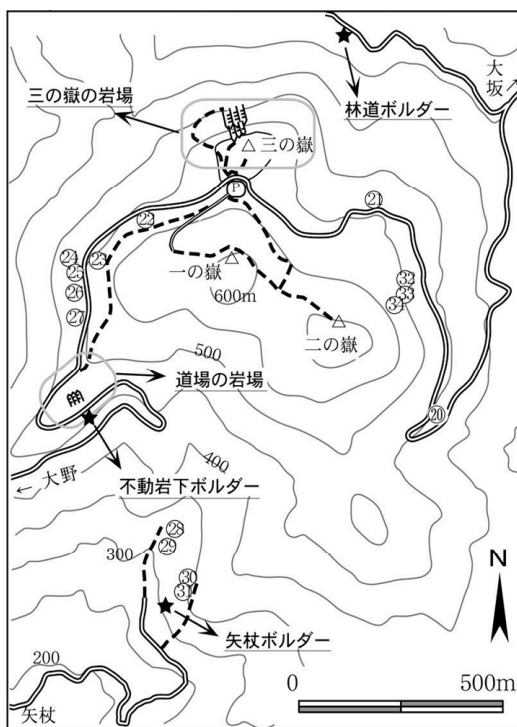 大坂
林道ボルダー
三の嶽の岩場
△三の嶽
P
㉑
㉒
㉔
㉓
㉕
㉖
㉗
一の嶽
600m
㉜
㉝
㉞
二の嶽
500
道場の岩場
⑳
← 大野
不動岩下ボルダー
400
㉘
300
㉙
㉚
㉛
矢杖ボルダー
N
200
矢杖
0
500m